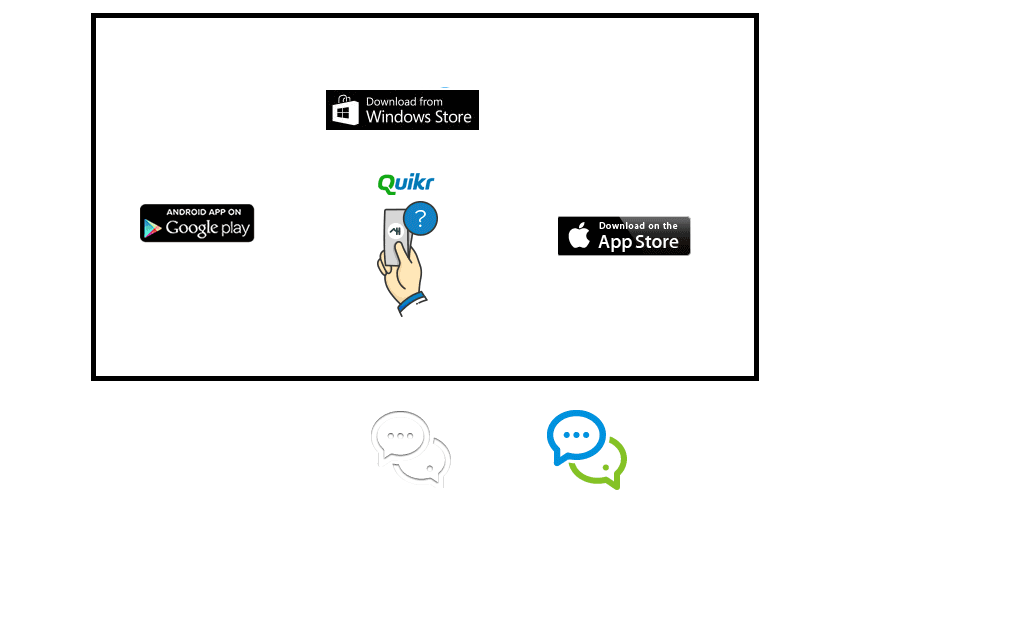 Download from
Windows Store
Quikr
?
ANDROID APP ON
Google play
Download on the
App Store